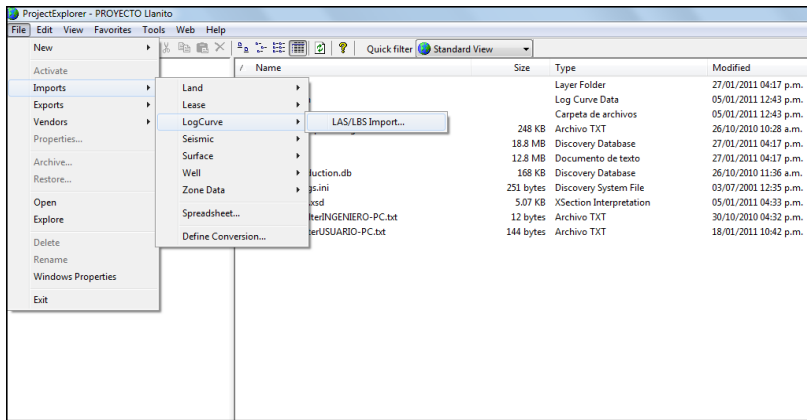 ProjectExplorer - PROYECTO Llanito
File Edit View Favorites Tools Web Help
New
Quick filter Standard View
/ Name Size Type Modified
Activate
Layer Folder 27/01/2011 04:17 p.m.
Imports Land
Log Curve Data 05/01/2011 12:43 p.m.
Exports Lease
Carpeta de archivos 05/01/2011 12:43 p.m.
Vendors LogCurve LAS/LBS Import...
248 KB Archivo TXT 26/10/2010 10:28 a.m.
Properties... Seismic
18.8 MB Discovery Database 27/01/2011 04:17 p.m.
Archive... Surface
12.8 MB Documento de texto 27/01/2011 04:17 p.m.
Restore... Well
duction.db 168 KB Discovery Database 26/10/2010 11:36 a.m.
Zone Data
gs.ini 251 bytes Discovery System File 03/07/2001 12:35 p.m.
Open
.xsd 5.07 KB XSection Interpretation 05/01/2011 04:33 p.m.
Explore Spreadsheet...
lterINGENIERO-PC.txt 12 bytes Archivo TXT 30/10/2010 04:32 p.m.
Delete Define Conversion...
terUSUARIO-PC.txt 144 bytes Archivo TXT 18/01/2011 10:42 p.m.
Rename
Windows Properties
Exit